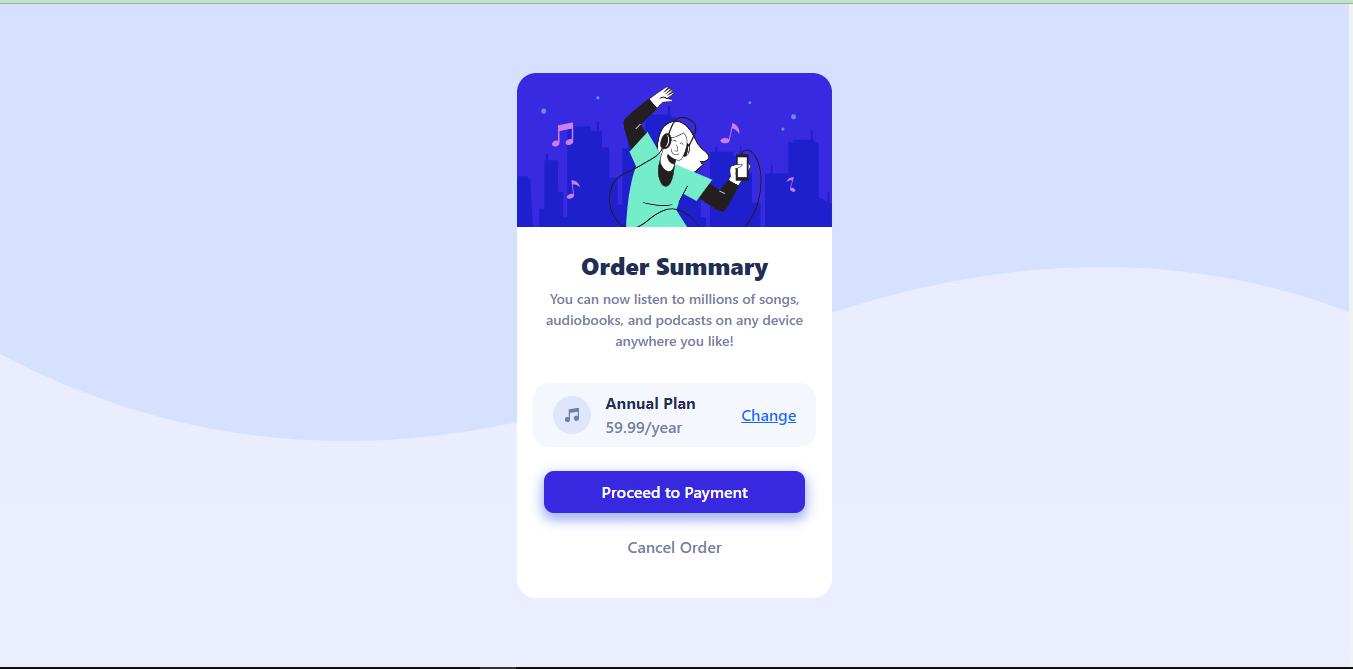 Order Summary
You can now listen to millions of songs,
audiobooks, and podcasts on any device
anywhere you like!
Annual Plan
59.99/year
Change
Proceed to Payment
Cancel Order